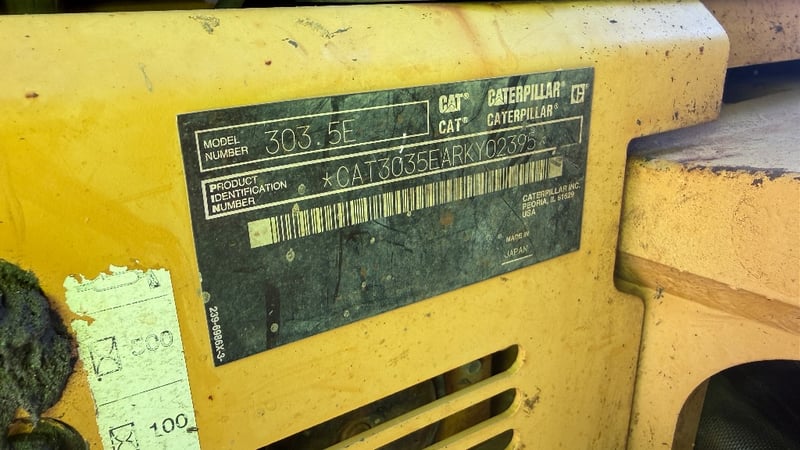 CAT® CATERPILLAR®
CAT® CATERPILLAR®
MODEL NUMBER 303.5E
PRODUCT IDENTIFICATION NUMBER *CAT3035EARKY02395*
CATERPILLAR INC.
PEORIA, IL 61629
USA
MADE IN
JAPAN
239-6986X-3
500
100